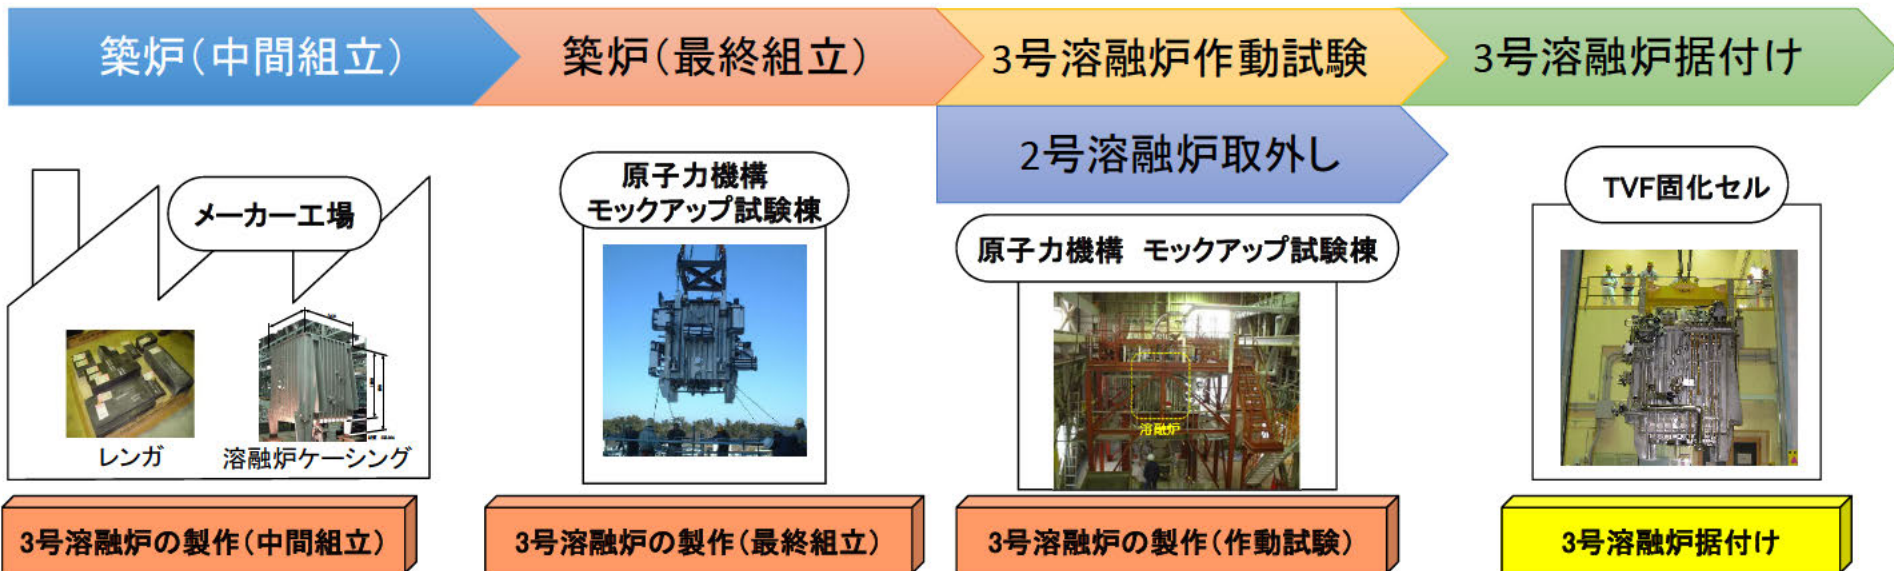 築炉(中間組立)
築炉(最終組立)
3号溶融炉作動試験
3号溶融炉据付け
2号溶融炉取外し
メーカー工場
レンガ
溶融炉ケーシング
原子力機構
モックアップ試験棟
原子力機構 モックアップ試験棟
溶融炉
TVF固化セル
3号溶融炉の製作(中間組立)
3号溶融炉の製作(最終組立)
3号溶融炉の製作(作動試験)
3号溶融炉据付け